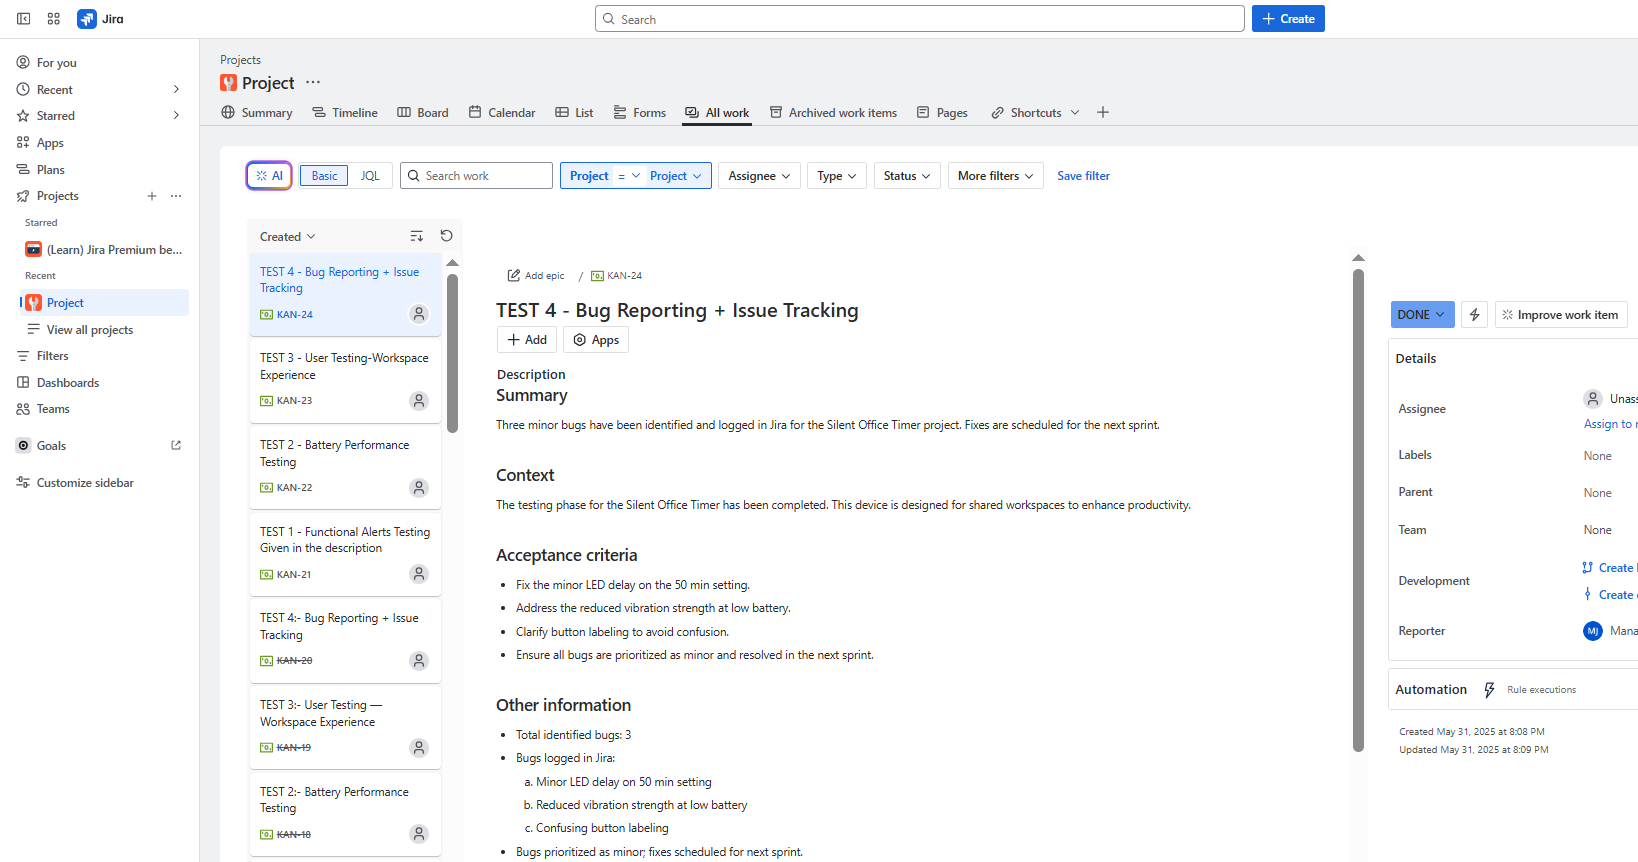 Jira
Search
Create
For you
Recent
Starred
Apps
Plans
Projects
Starred
(Learn) Jira Premium be...
Recent
Project
View all projects
Filters
Dashboards
Teams
Goals
Customize sidebar
Projects
Project
Summary
Timeline
Board
Calendar
List
Forms
All work
Archived work items
Pages
Shortcuts
AI
Basic
JQL
Search work
Project = Project
Assignee
Type
Status
More filters
Save filter
Created
TEST 4 - Bug Reporting + Issue
Tracking
KAN-24
TEST 3 - User Testing-Workspace
Experience
KAN-23
TEST 2 - Battery Performance
Testing
KAN-22
TEST 1 - Functional Alerts Testing
Given in the description
KAN-21
TEST 4:- Bug Reporting + Issue
Tracking
KAN-20
TEST 3:- User Testing —
Workspace Experience
KAN-19
TEST 2:- Battery Performance
Testing
KAN-18
Add epic / KAN-24
TEST 4 - Bug Reporting + Issue Tracking
Add
Apps
Description
Summary
Three minor bugs have been identified and logged in Jira for the Silent Office Timer project. Fixes are scheduled for the next sprint.
Context
The testing phase for the Silent Office Timer has been completed. This device is designed for shared workspaces to enhance productivity.
Acceptance criteria
• Fix the minor LED delay on the 50 min setting.
• Address the reduced vibration strength at low battery.
• Clarify button labeling to avoid confusion.
• Ensure all bugs are prioritized as minor and resolved in the next sprint.
Other information
• Total identified bugs: 3
• Bugs logged in Jira:
a. Minor LED delay on 50 min setting
b. Reduced vibration strength at low battery
c. Confusing button labeling
• Bugs prioritized as minor; fixes scheduled for next sprint.
DONE
Improve work item
Details
Assignee
Unass
Assign to
Labels
None
Parent
None
Team
None
Development
Create
Create
Reporter
MJ Mana
Automation
Rule executions
Created May 31, 2025 at 8:08 PM
Updated May 31, 2025 at 8:09 PM